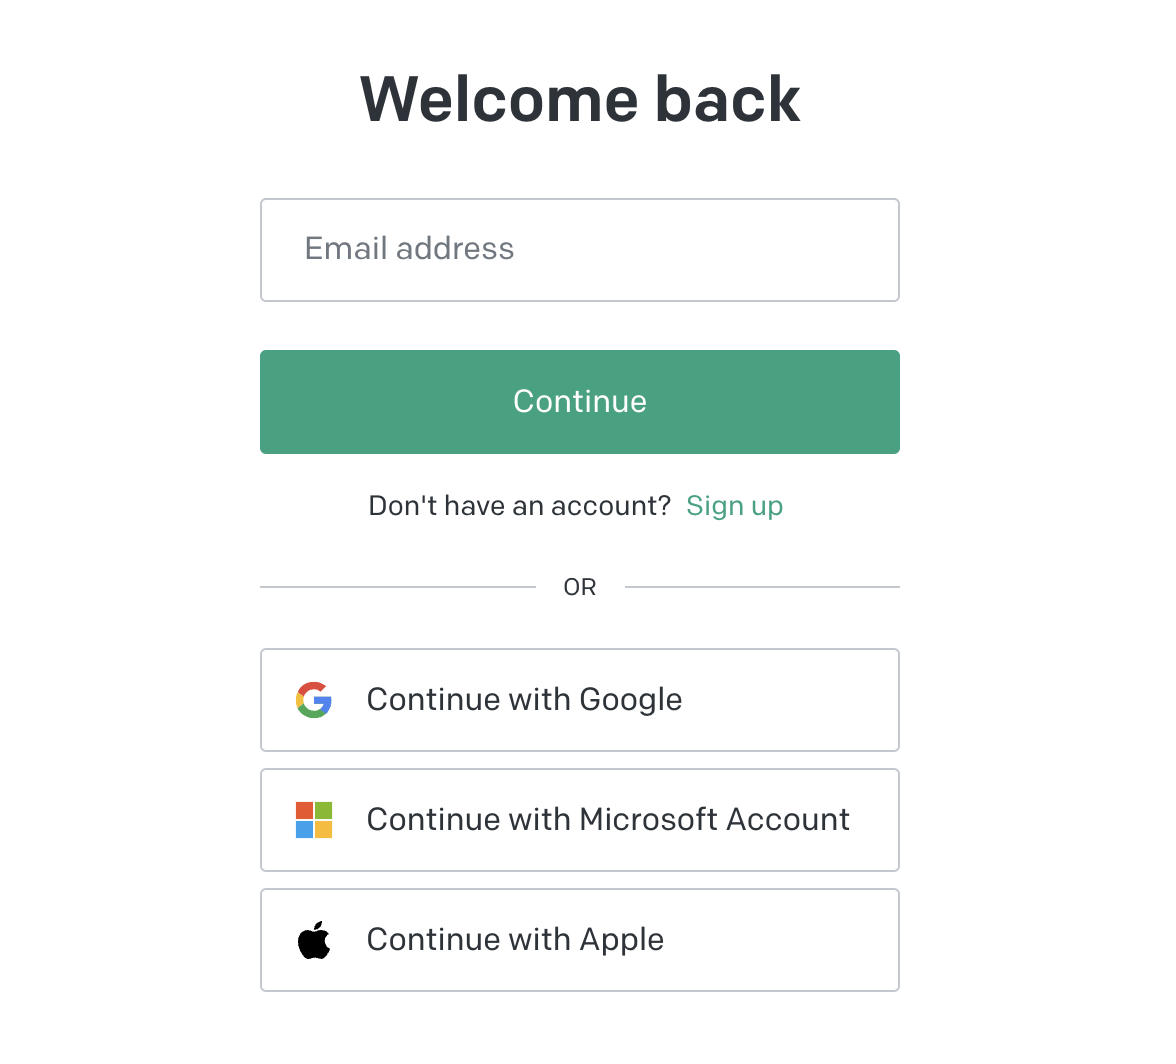 Welcome back
Email address
Continue
Don't have an account? Sign up
OR
Continue with Google
Continue with Microsoft Account
Continue with Apple